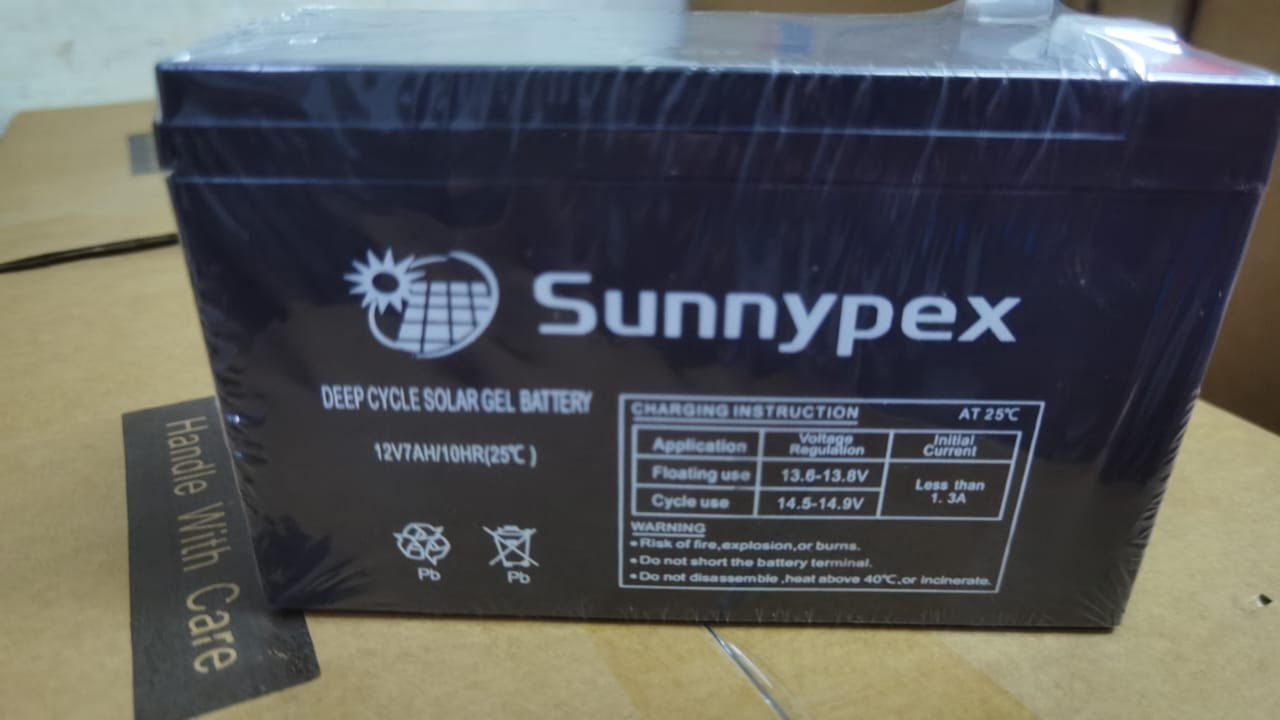 Sunnypex
DEEP CYCLE SOLAR GEL BATTERY
12V7AH/10HR(25℃)
Pb
Pb
CHARGING INSTRUCTION AT 25℃
Application Voltage Regulation Initial Current
Floating use 13.6-13.8V Less than 1.3A
Cycle use 14.5-14.9V
WARNING
•Risk of fire,explosion,or burns.
•Do not short the battery terminal.
•Do not disassemble,heat above 40℃,or incinerate.
Handle With Care